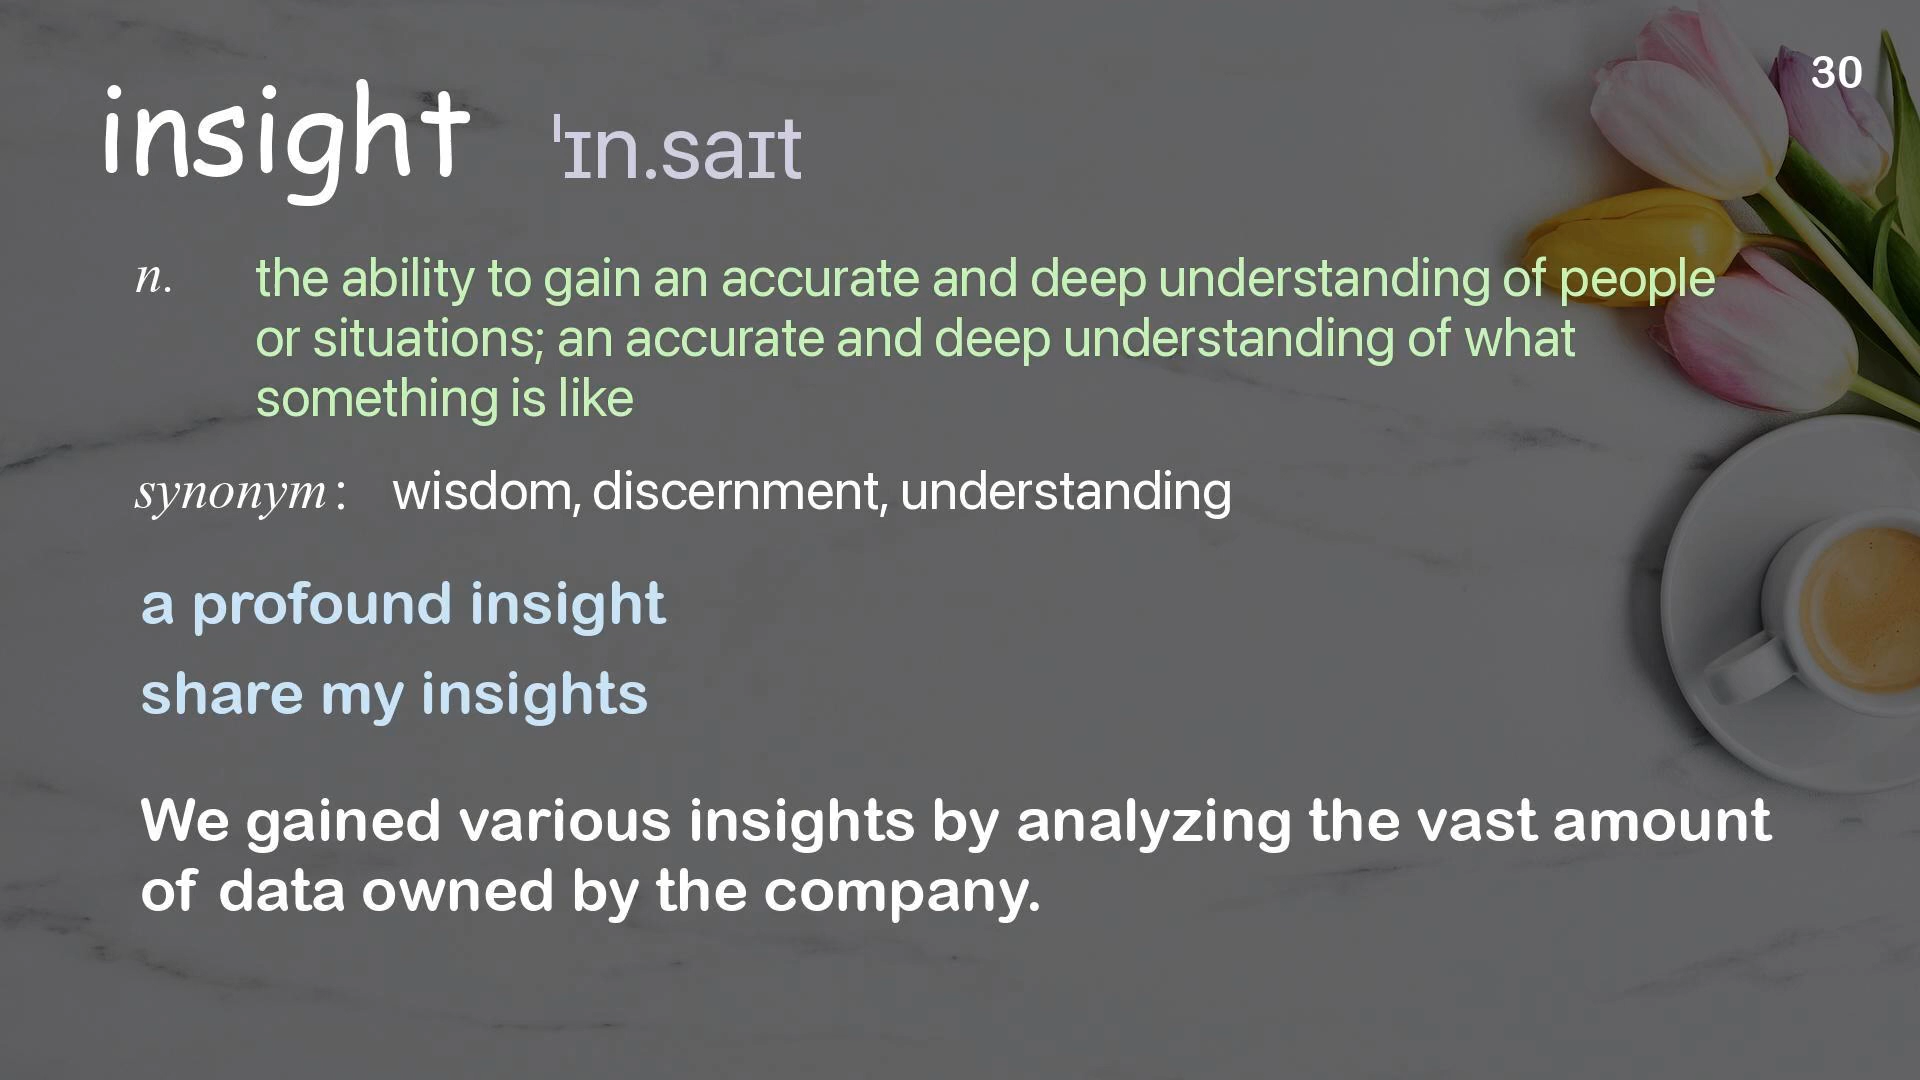 30
insight ˈɪn.saɪt
n. the ability to gain an accurate and deep understanding of people
or situations; an accurate and deep understanding of what
something is like
synonym: wisdom, discernment, understanding
a profound insight
share my insights
We gained various insights by analyzing the vast amount
of data owned by the company.